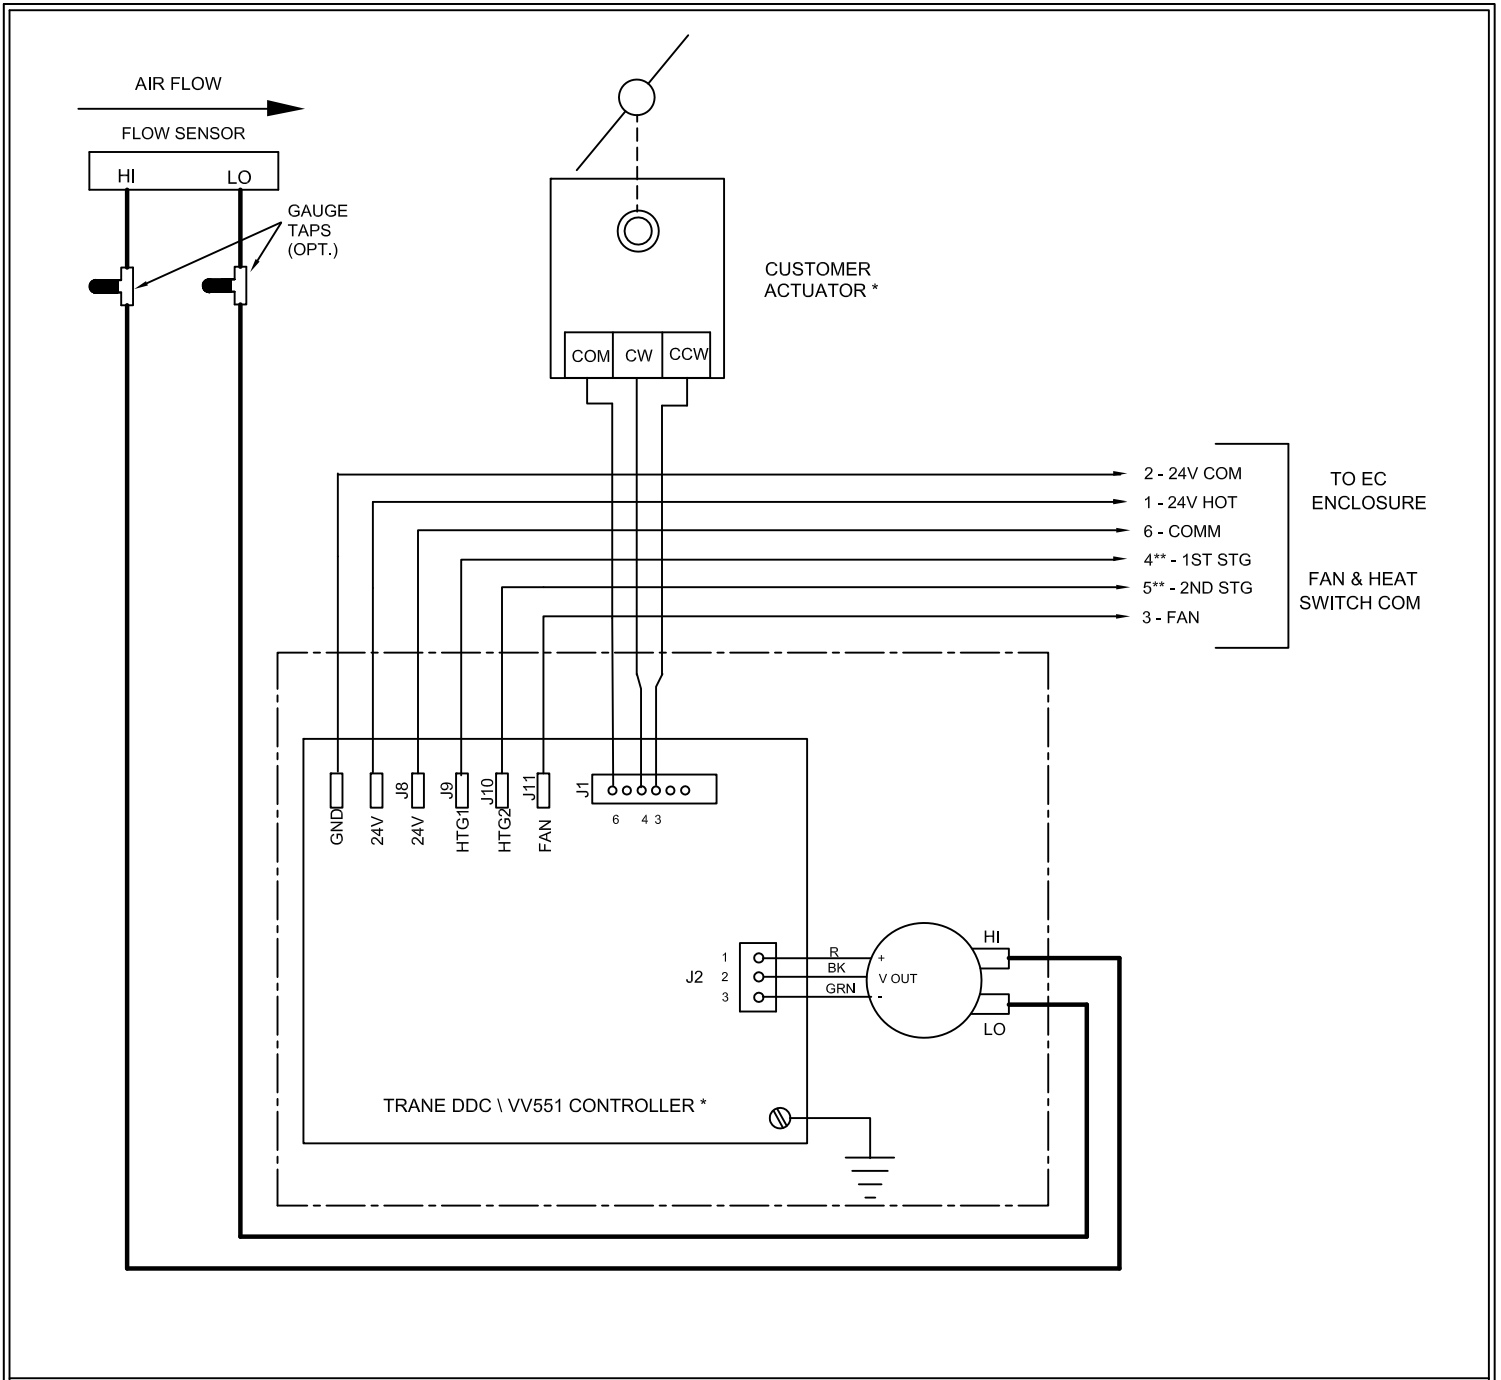 AIR FLOW
FLOW SENSOR
HI
LO
GAUGE
TAPS
(OPT.)
CUSTOMER
ACTUATOR *
COM
CW
CCW
2 - 24V COM
1 - 24V HOT
6 - COMM
4** - 1ST STG
5** - 2ND STG
3 - FAN
TO EC
ENCLOSURE
FAN & HEAT
SWITCH COM
GND
24V
J8
24V
J9
HTG1
J10
HTG2
J11
FAN
J1
6
4
3
J2
1
2
3
R
BK
GRN
+
V OUT
-
HI
LO
TRANE DDC \ VV551 CONTROLLER *